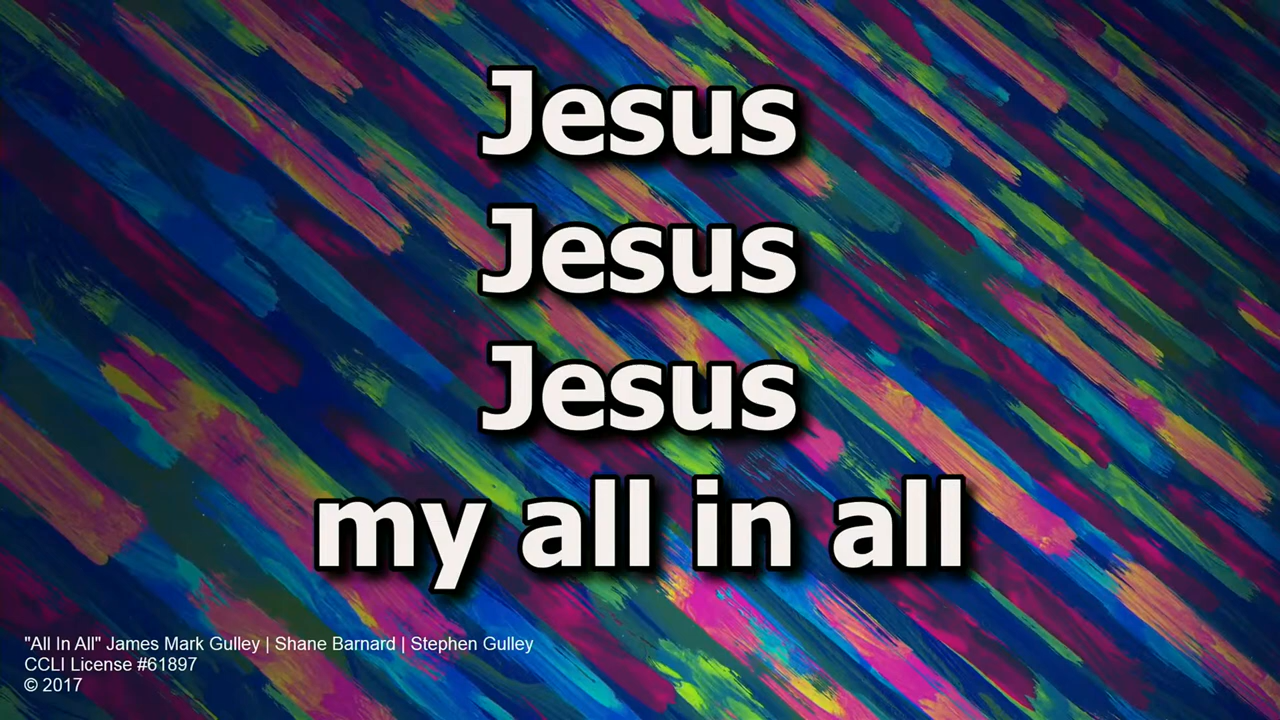 Jesus
Jesus
Jesus
my all in all
"All In All" James Mark Gulley | Shane Barnard | Stephen Gulley
CCLI License #61897
© 2017